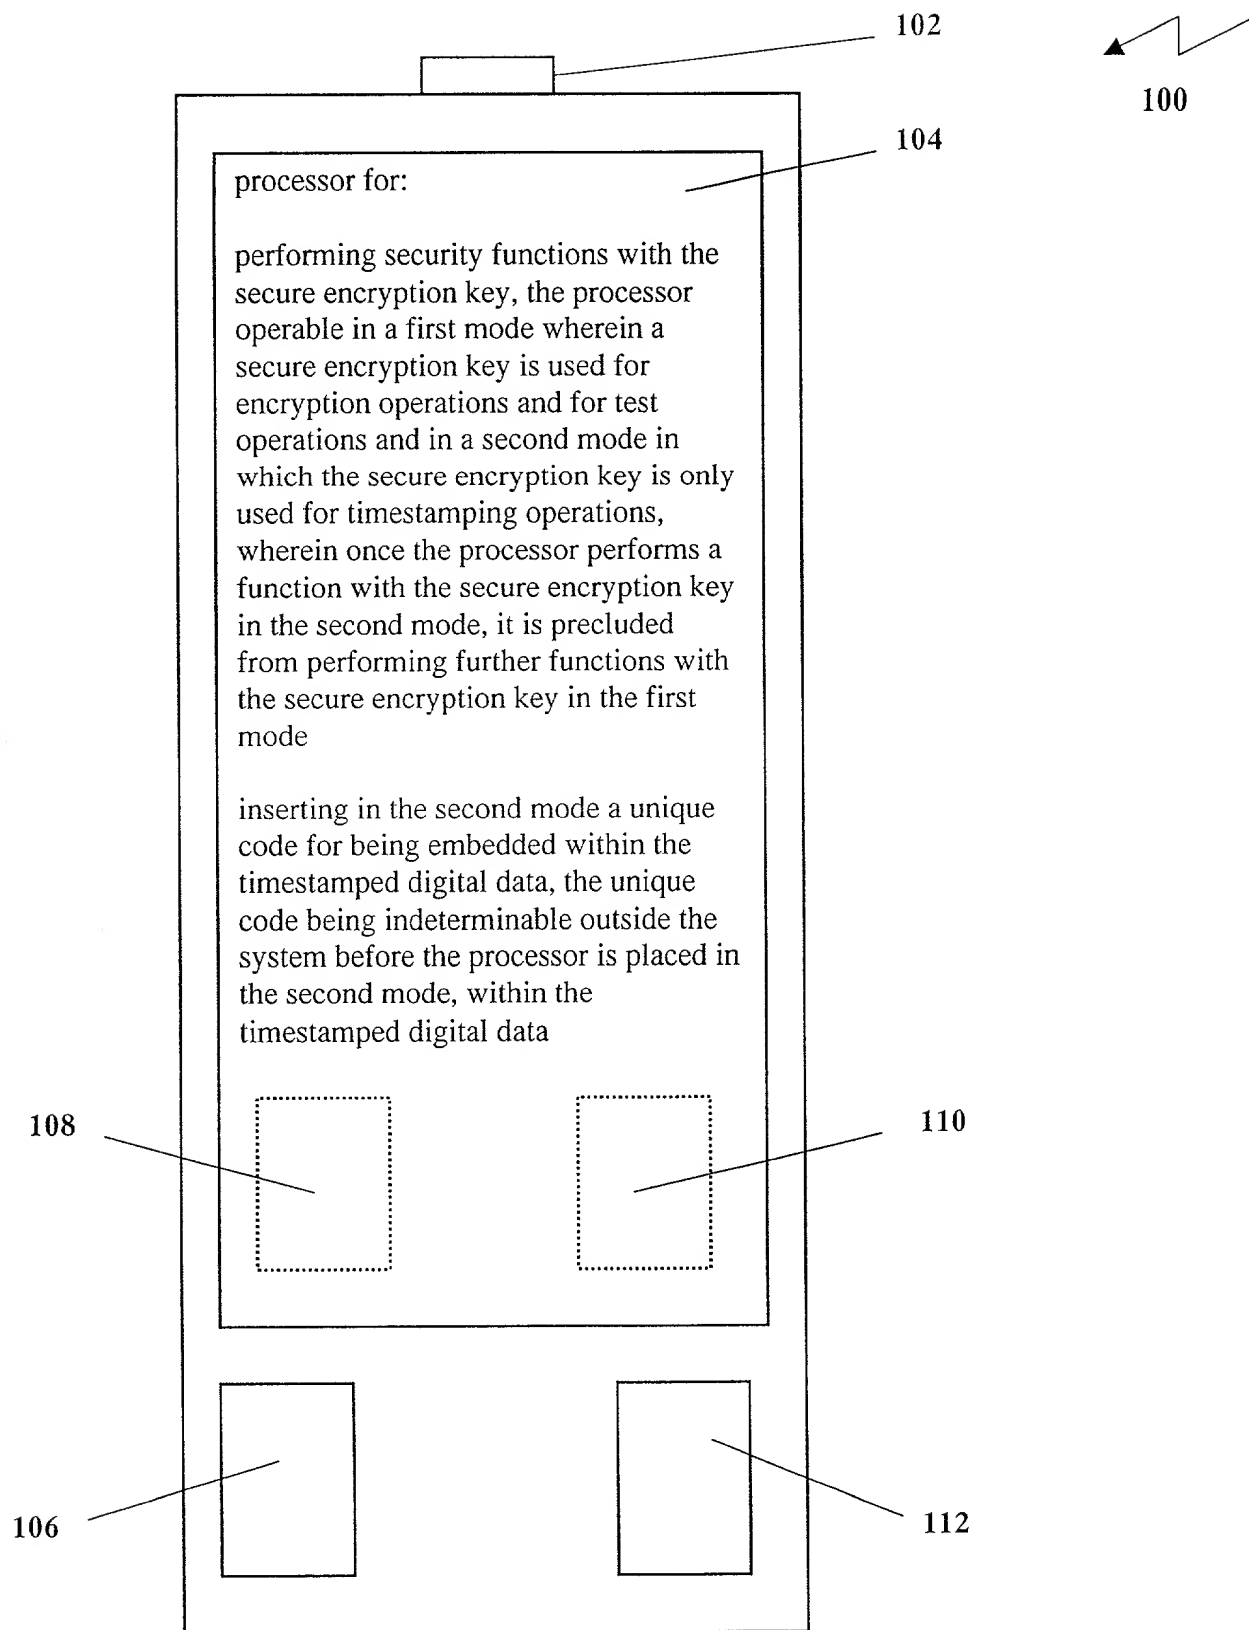 102
100
104
processor for:
performing security functions with the
secure encryption key, the processor
operable in a first mode wherein a
secure encryption key is used for
encryption operations and for test
operations and in a second mode in
which the secure encryption key is only
used for timestamping operations,
wherein once the processor performs a
function with the secure encryption key
in the second mode, it is precluded
from performing further functions with
the secure encryption key in the first
mode
inserting in the second mode a unique
code for being embedded within the
timestamped digital data, the unique
code being indeterminable outside the
system before the processor is placed in
the second mode, within the
timestamped digital data
108
110
106
112